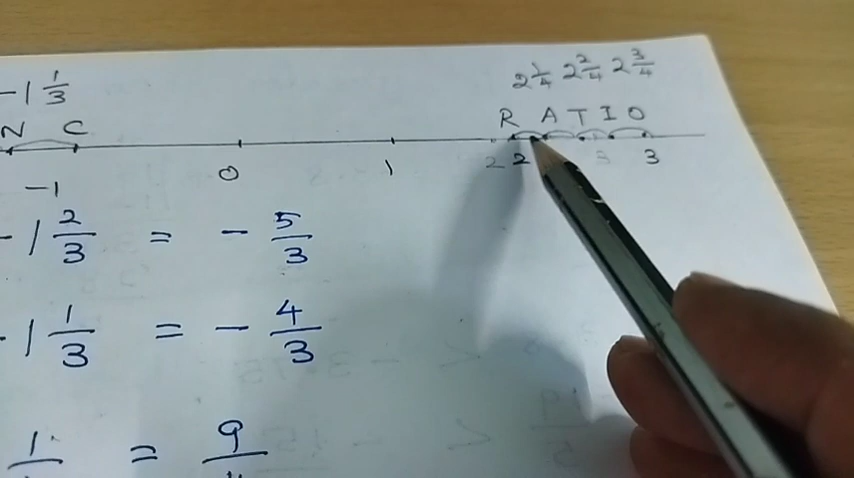 2 1/4 2 2/4 2 3/4
-1 1/3
N C R A T I O
-1 0 1 2 3
-1 2/3 = - 5/3
-1 1/3 = - 4/3
1/ = 9/